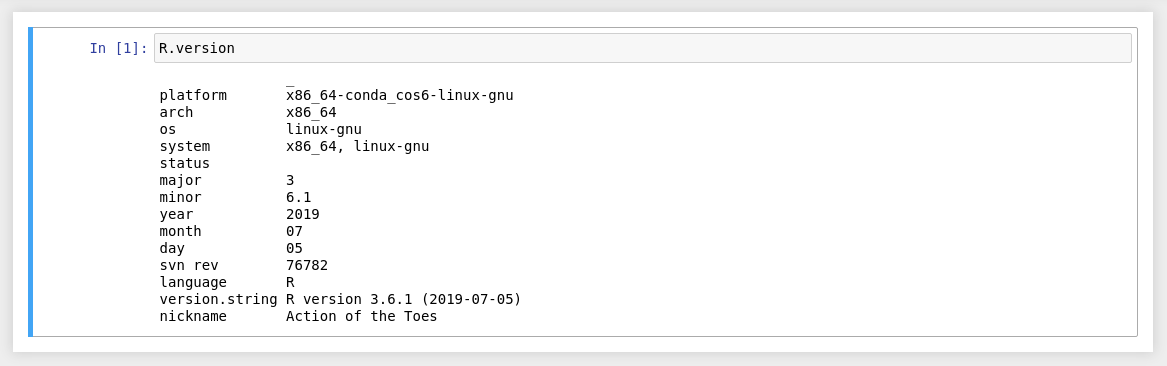 In [1]: R.version
_
platform x86_64-conda_cos6-linux-gnu
arch x86_64
os linux-gnu
system x86_64, linux-gnu
status
major 3
minor 6.1
year 2019
month 07
day 05
svn rev 76782
language R
version.string R version 3.6.1 (2019-07-05)
nickname Action of the Toes